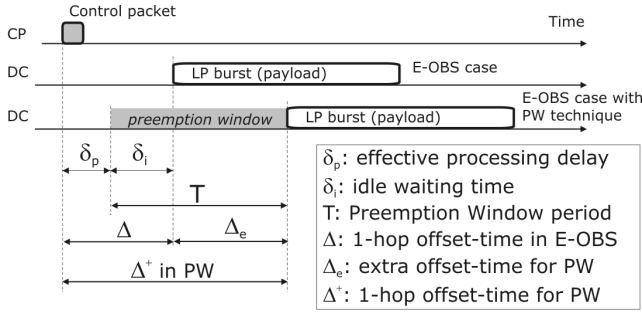 Control packet
Time
CP
DC
LP burst (payload)
E-OBS case
E-OBS case with
PW technique
DC
preemption window
LP burst (payload)
δp
δi
T
Δ
Δe
Δ+ in PW
δp: effective processing delay
δi: idle waiting time
T: Preemption Window period
Δ: 1-hop offset-time in E-OBS
Δe: extra offset-time for PW
Δ+: 1-hop offset-time for PW